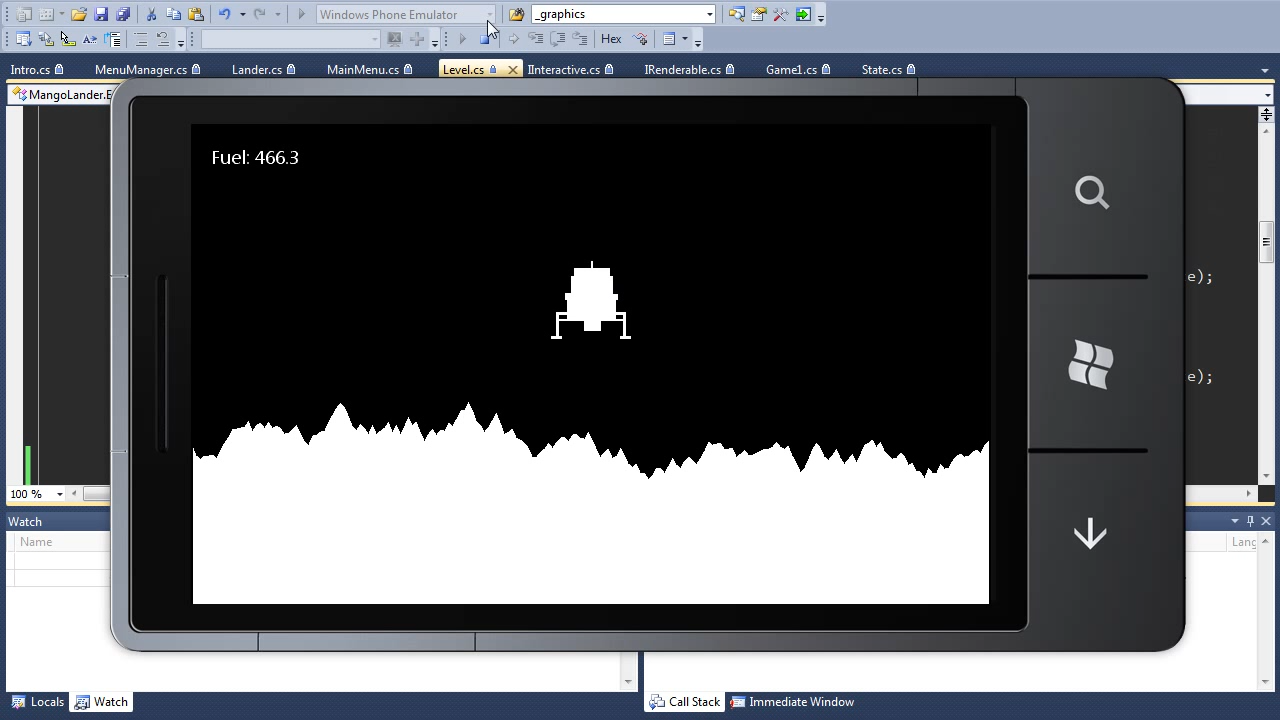 Windows Phone Emulator
_graphics
Hex
Intro.cs
MenuManager.cs
Lander.cs
MainMenu.cs
Level.cs
IInteractive.cs
IRenderable.cs
Game1.cs
State.cs
MangoLander.E
Fuel: 466.3
e);
e);
100 %
Watch
Name
Lang
Locals
Watch
Call Stack
Immediate Window